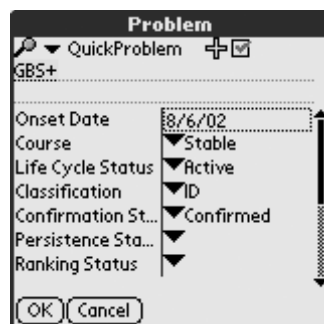 Problem
QuickProblem
GBS+
Onset Date 8/6/02
Course Stable
Life Cycle Status Active
Classification ID
Confirmation St... Confirmed
Persistence Sta...
Ranking Status
OK Cancel